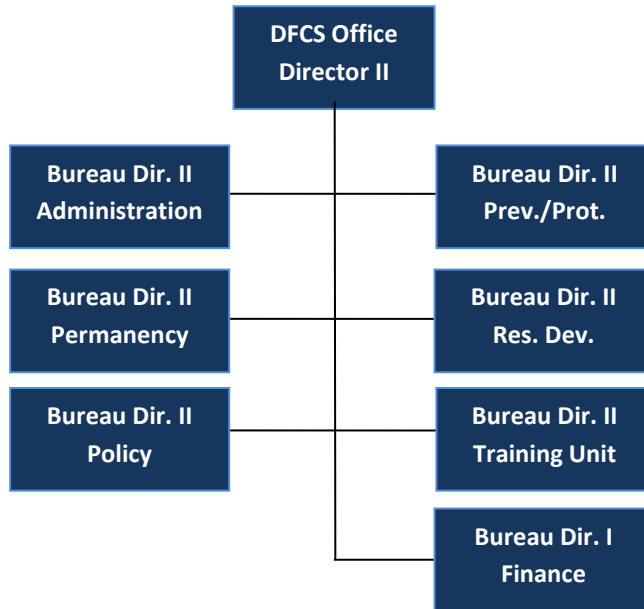 DFCS Office
Director II
Bureau Dir. II
Administration
Bureau Dir. II
Prev./Prot.
Bureau Dir. II
Permanency
Bureau Dir. II
Res. Dev.
Bureau Dir. II
Policy
Bureau Dir. II
Training Unit
Bureau Dir. I
Finance